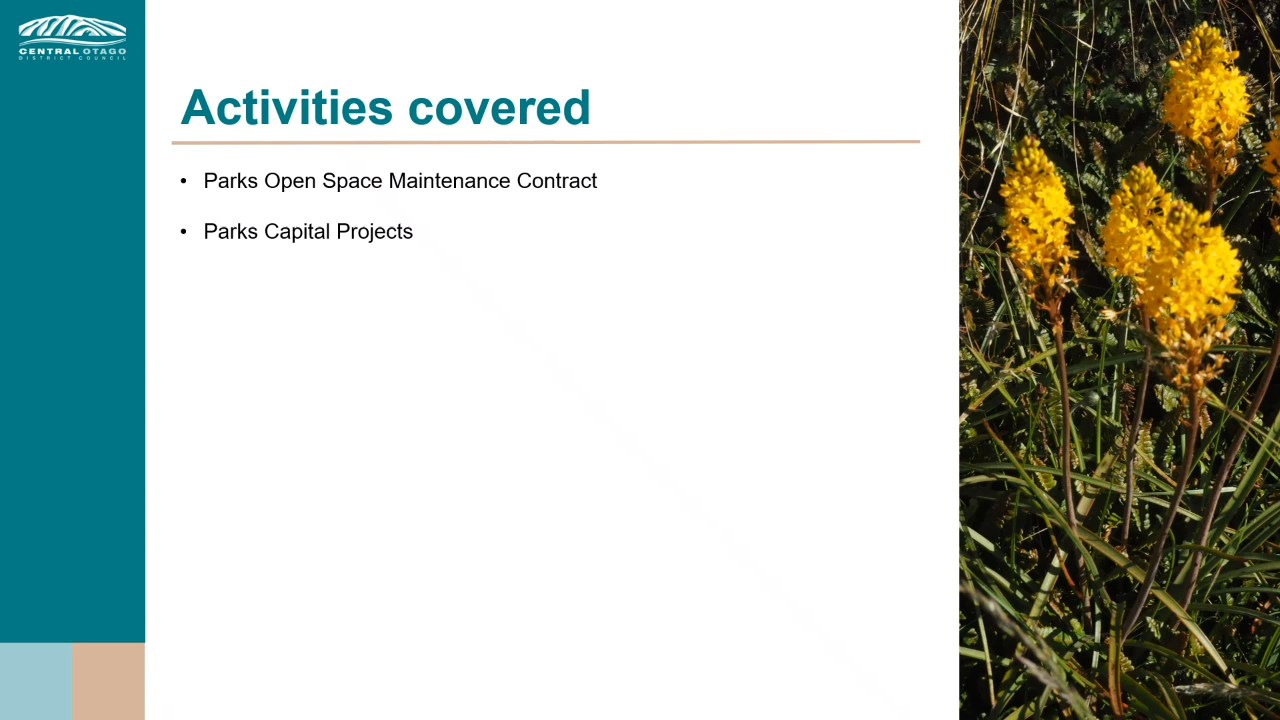 CENTRAL OTAGO
DISTRICT COUNCIL
Activities covered
• Parks Open Space Maintenance Contract
• Parks Capital Projects